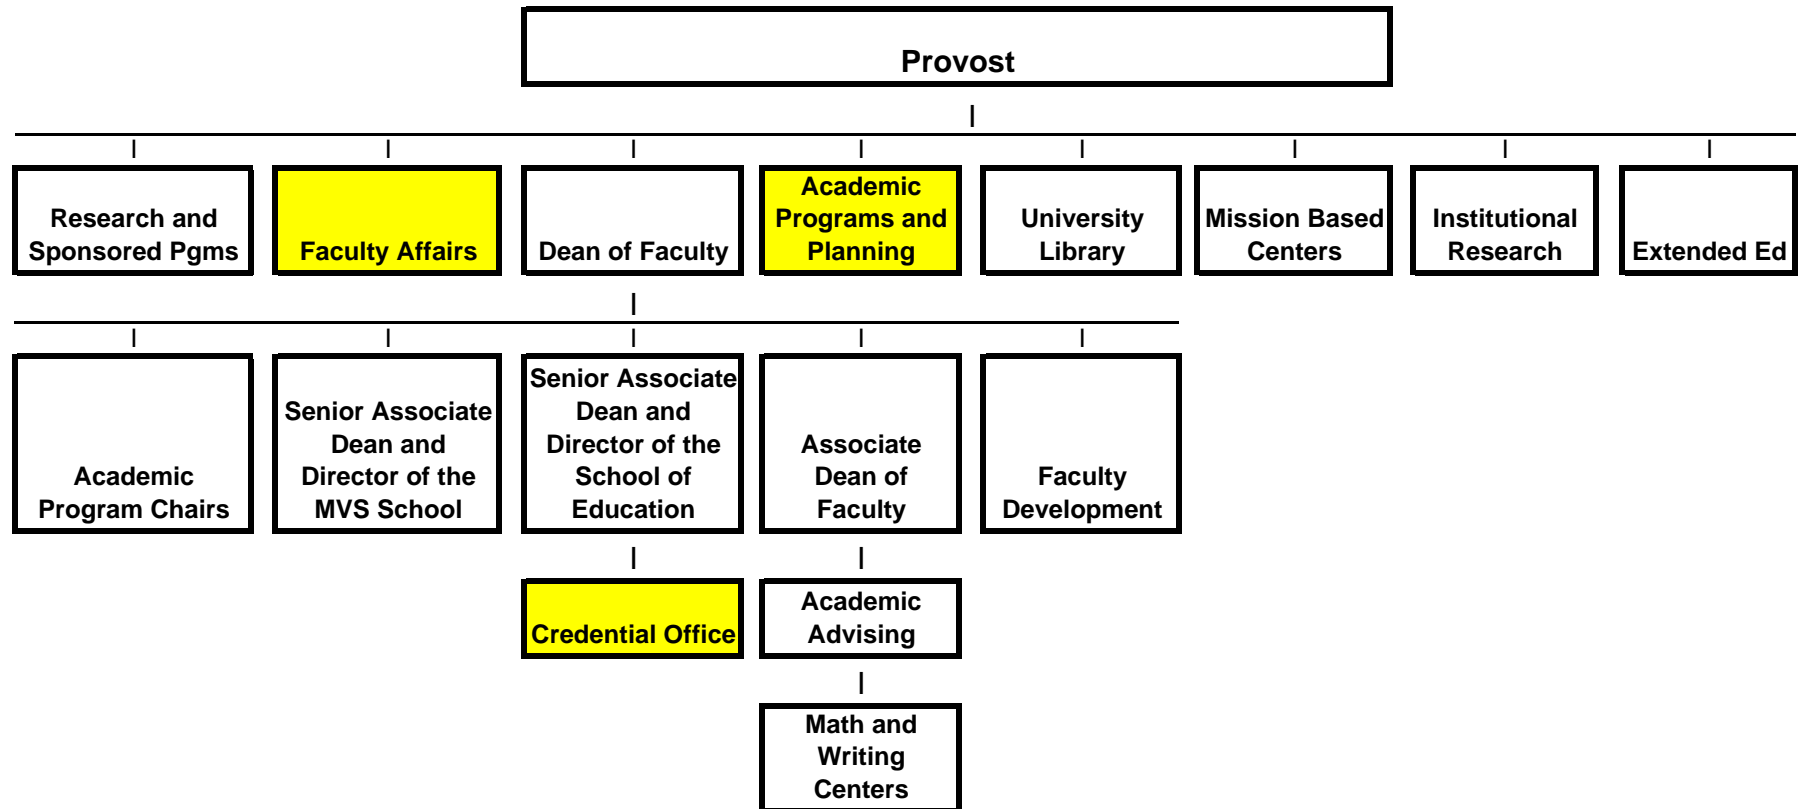 Provost
Research and
Sponsored Pgms
Faculty Affairs
Dean of Faculty
Academic
Programs and
Planning
University
Library
Mission Based
Centers
Institutional
Research
Extended Ed
Academic
Program Chairs
Senior Associate
Dean and
Director of the
MVS School
Senior Associate
Dean and
Director of the
School of
Education
Associate
Dean of
Faculty
Faculty
Development
Credential Office
Academic
Advising
Math and
Writing
Centers